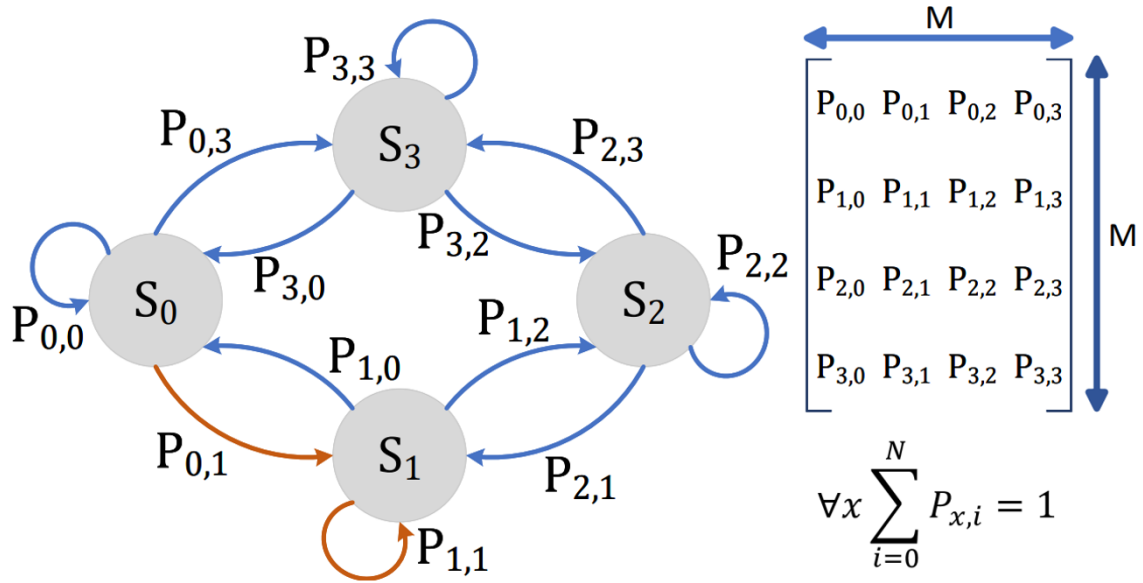 P3,3
S3
P0,3
P2,3
P3,0
P3,2
S0
P0,0
S2
P2,2
P1,0
P1,2
P0,1
S1
P2,1
P1,1
M
P0,0 P0,1 P0,2 P0,3
P1,0 P1,1 P1,2 P1,3
P2,0 P2,1 P2,2 P2,3
P3,0 P3,1 P3,2 P3,3
M
∀x ∑_{i=0}^{N} P_{x,i} = 1